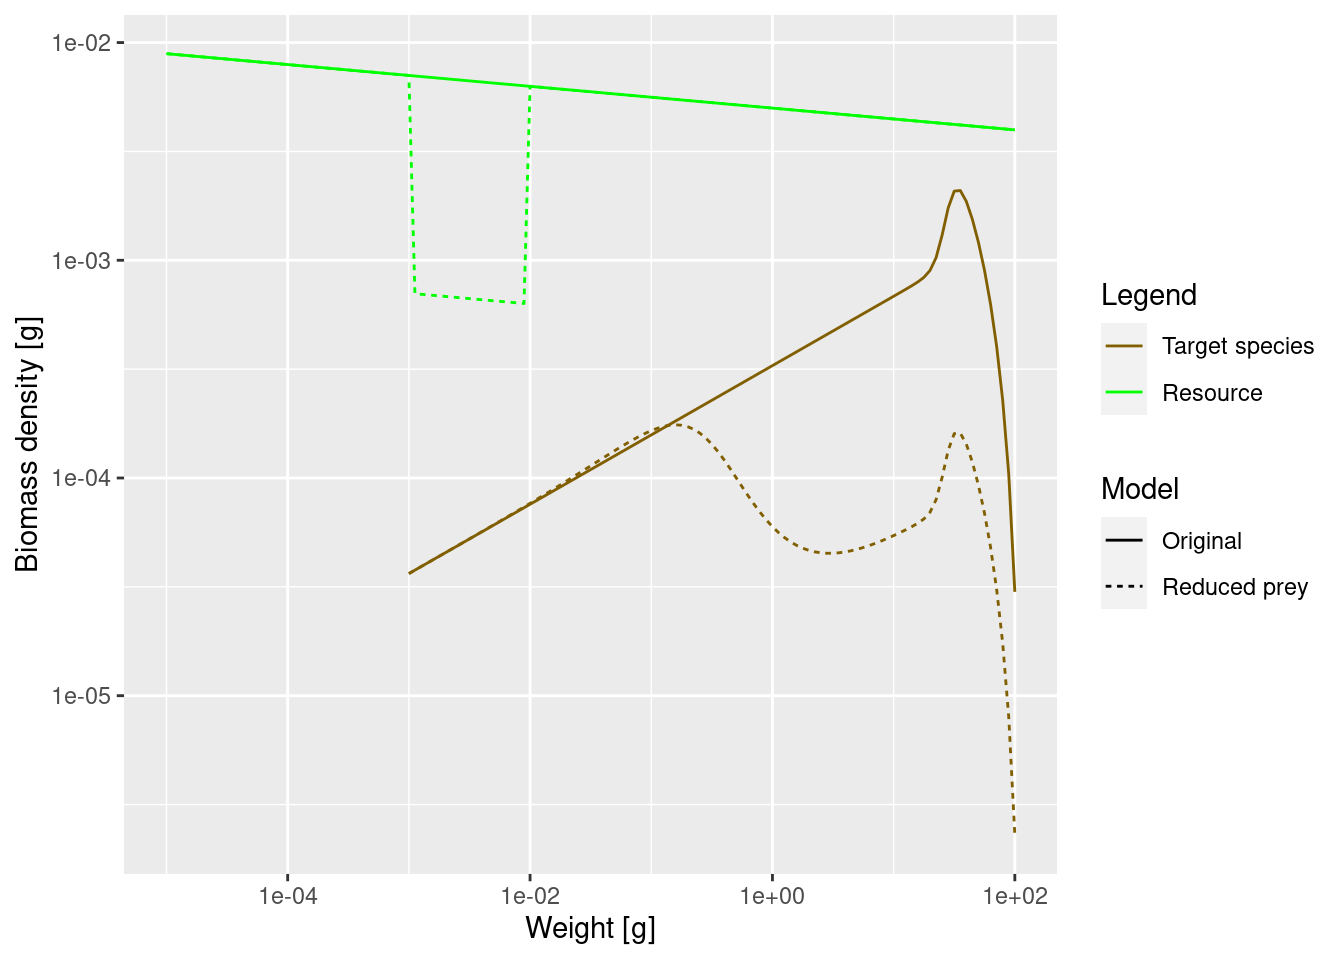 1e-02
1e-03
1e-04
1e-05
Biomass density [g]
1e-04
1e-02
1e+00
1e+02
Weight [g]
Legend
Target species
Resource
Model
Original
Reduced prey